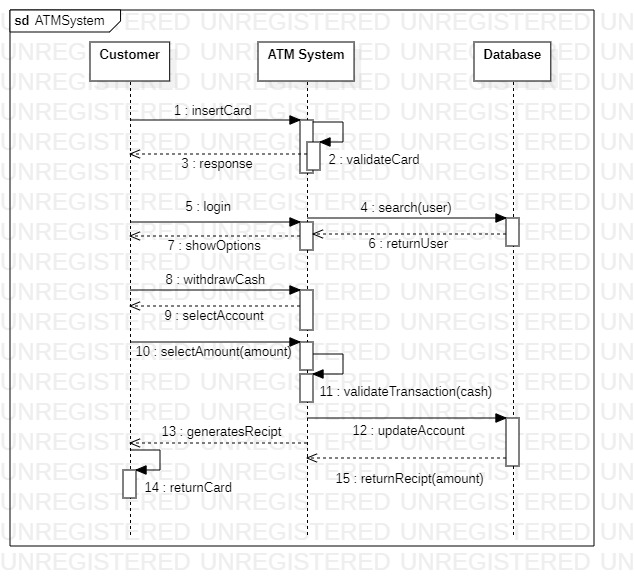 sd ATMSystem
Customer
ATM System
Database
1 : insertCard
2 : validateCard
3 : response
4 : search(user)
5 : login
6 : returnUser
7 : showOptions
8 : withdrawCash
9 : selectAccount
10 : selectAmount(amount)
11 : validateTransaction(cash)
12 : updateAccount
13 : generatesRecipt
14 : returnCard
15 : returnRecipt(amount)
UNREGISTERED